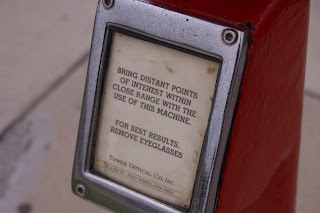 BRING DISTANT POINTS
OF INTEREST WITHIN
CLOSE RANGE WITH THE
USE OF THIS MACHINE.
FOR BEST RESULTS,
REMOVE EYEGLASSES
TOWER OPTICAL CO., INC.